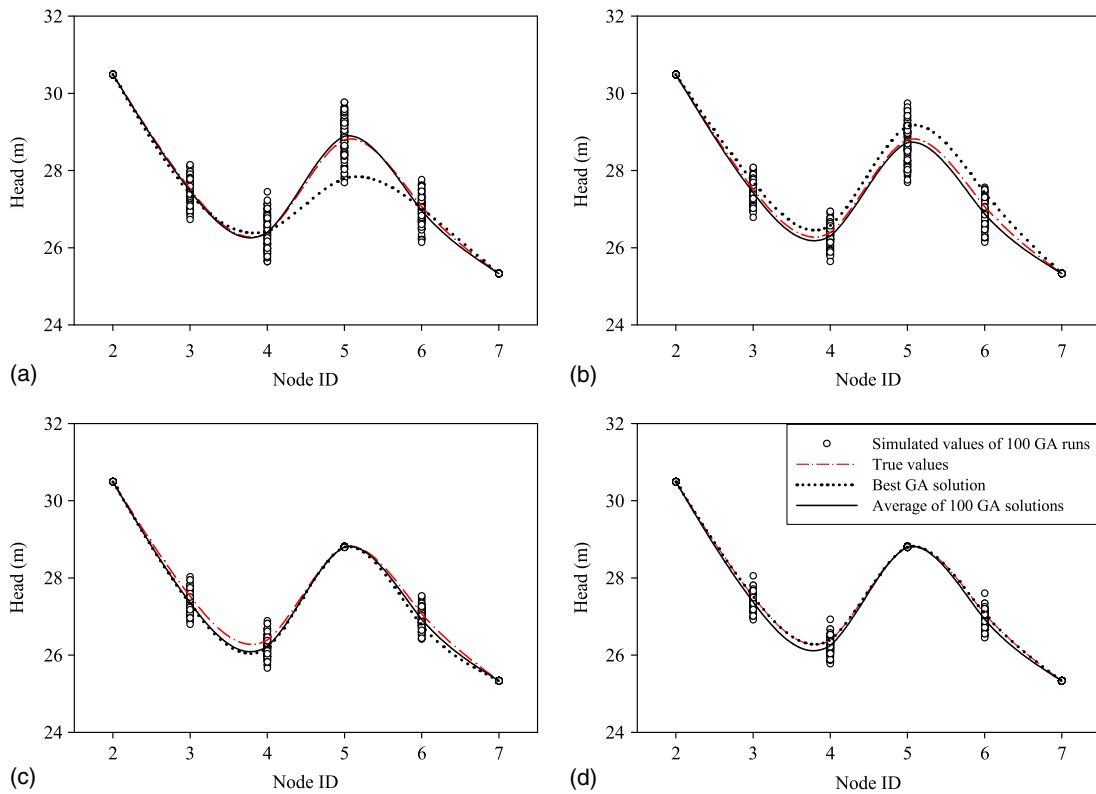 32
30
28
26
24
Head (m)
2 3 4 5 6 7
Node ID
(a)
32
30
28
26
24
Head (m)
2 3 4 5 6 7
Node ID
(b)
32
30
28
26
24
Head (m)
2 3 4 5 6 7
Node ID
(c)
32
30
28
26
24
Head (m)
Simulated values of 100 GA runs
True values
Best GA solution
Average of 100 GA solutions
2 3 4 5 6 7
Node ID
(d)